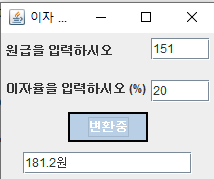 이자 ...
원금을 입력하시오 151
이자율을 입력하시오 (%) 20
변환중
181.2원